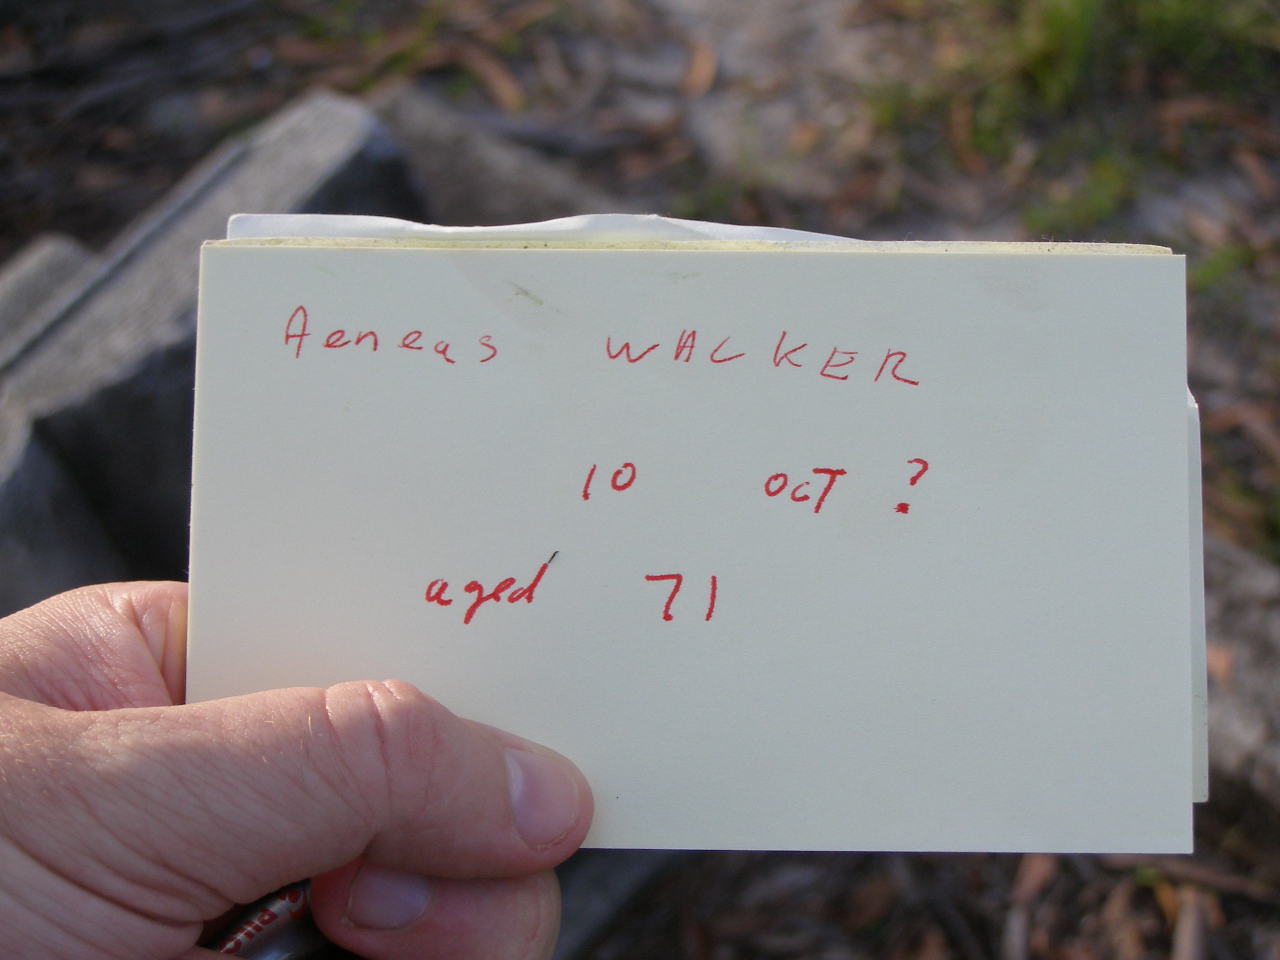 Aeneas WALKER
10 OCT ?
aged 71